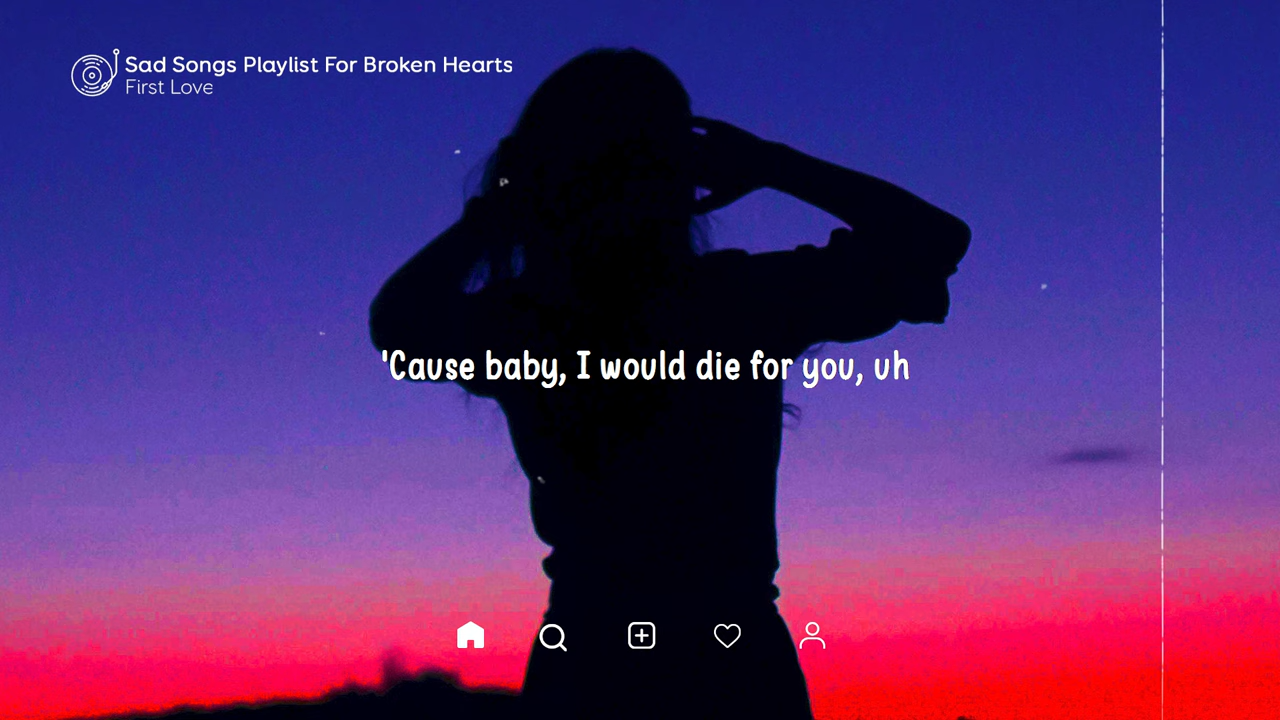 Sad Songs Playlist For Broken Hearts
First Love
'Cause baby, I would die for you, uh